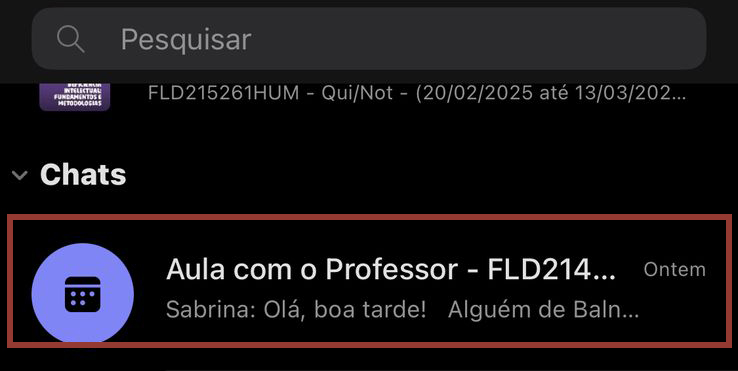 Pesquisar
DEFICIÊNCIA
INTELECTUAL:
FUNDAMENTOS E
METODOLOGIAS
FLD215261HUM - Qui/Not - (20/02/2025 até 13/03/202...
Chats
Aula com o Professor - FLD214...
Ontem
Sabrina: Olá, boa tarde! Alguém de Baln...